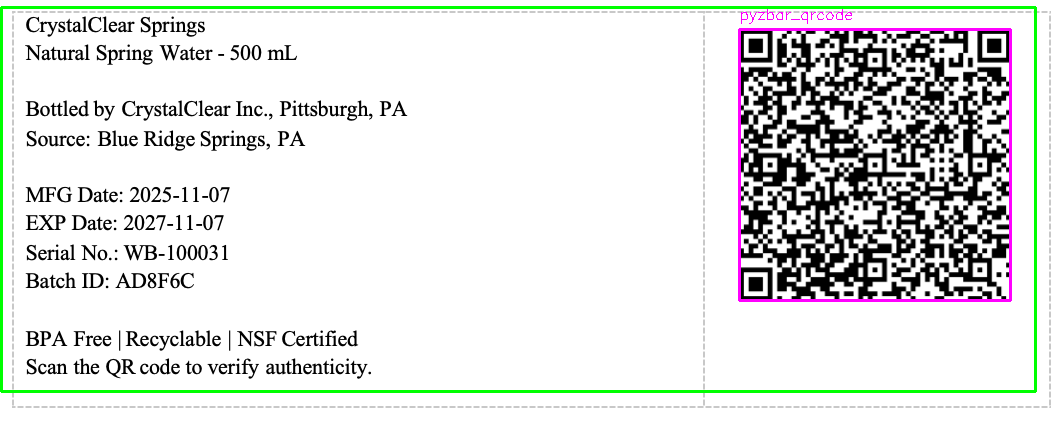 CrystalClear Springs
Natural Spring Water - 500 mL
Bottled by CrystalClear Inc., Pittsburgh, PA
Source: Blue Ridge Springs, PA
MFG Date: 2025-11-07
EXP Date: 2027-11-07
Serial No.: WB-100031
Batch ID: AD8F6C
BPA Free | Recyclable | NSF Certified
Scan the QR code to verify authenticity.
pyzbar_qrcode